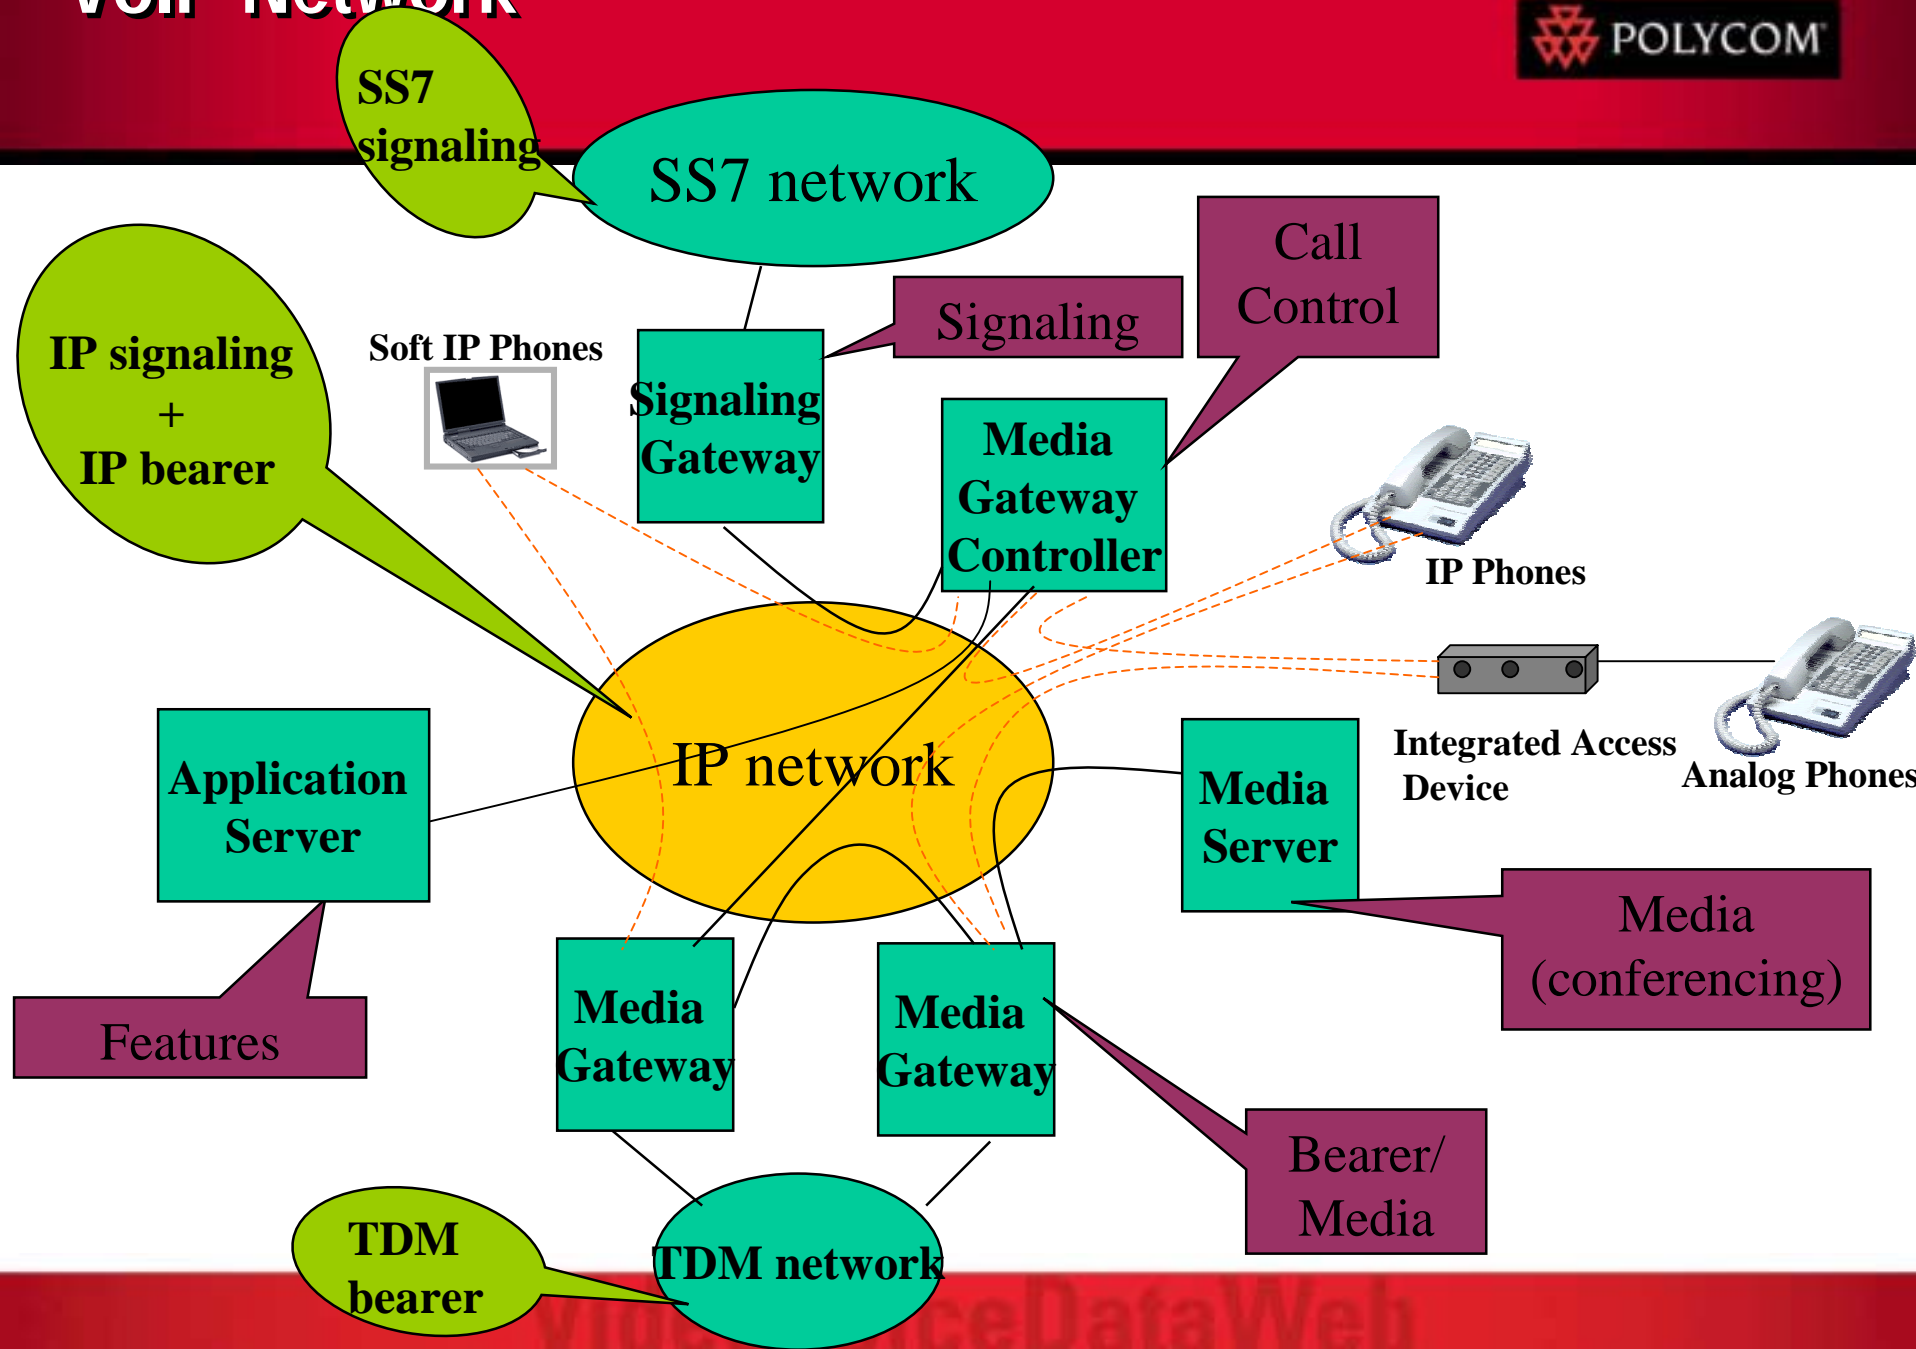 VoIP Network
POLYCOM
SS7
signaling
SS7 network
Call
Control
Signaling
IP signaling
+
IP bearer
Soft IP Phones
Signaling
Gateway
Media
Gateway
Controller
IP Phones
Integrated Access
Device
Analog Phones
IP network
Application
Server
Media
Server
Media
(conferencing)
Features
Media
Gateway
Media
Gateway
Bearer/
Media
TDM
bearer
TDM network